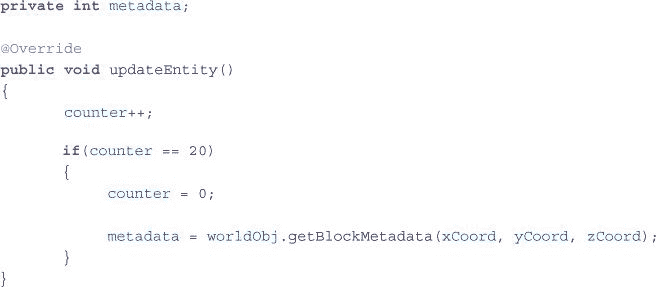 private int metadata;
@Override
public void updateEntity()
{
counter++;
if(counter == 20)
{
counter = 0;
metadata = worldObj.getBlockMetadata(xCoord, yCoord, zCoord);
}
}